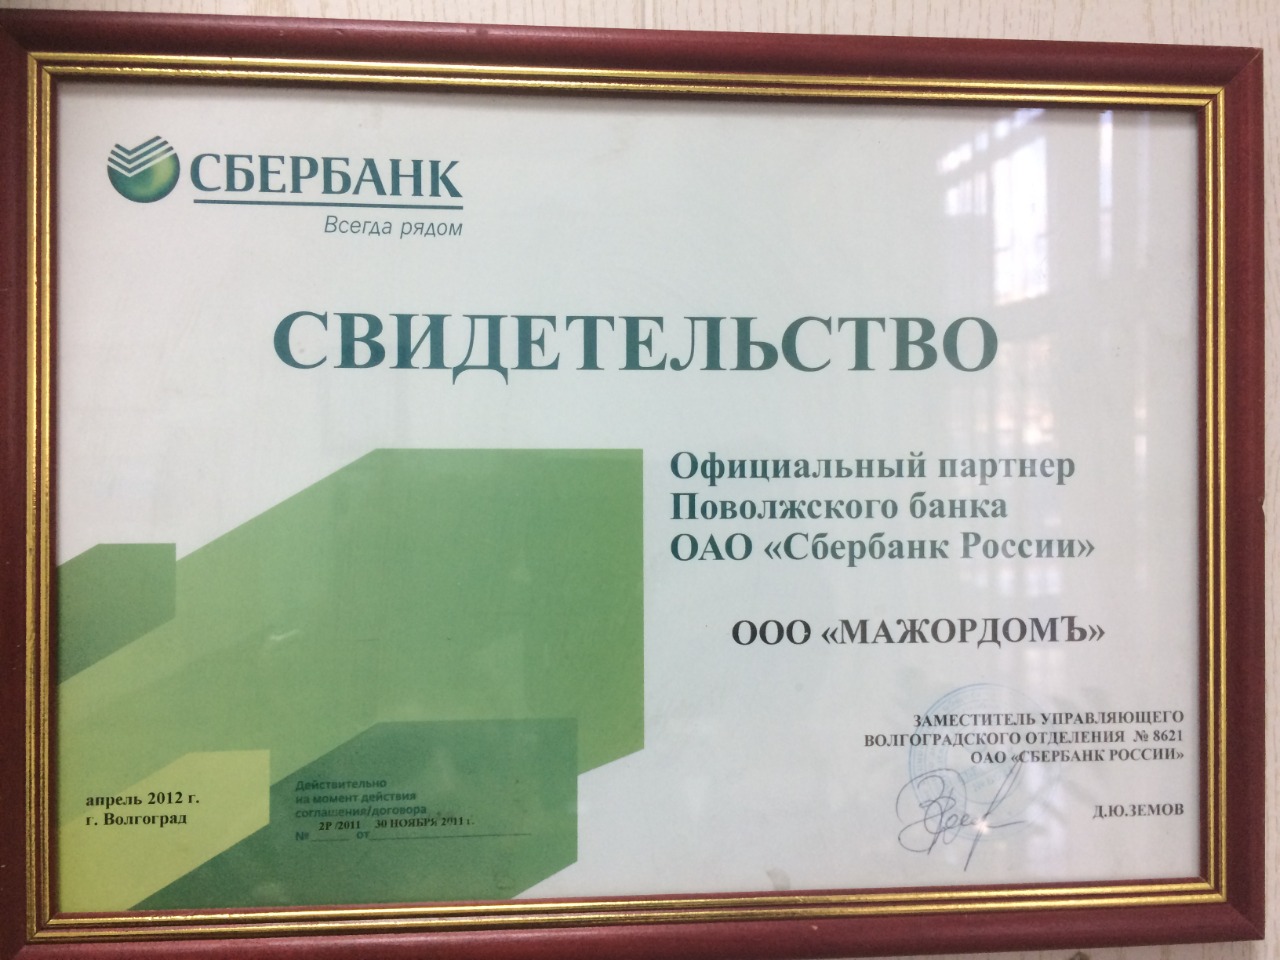 СБЕРБАНК
Всегда рядом
СВИДЕТЕЛЬСТВО
Официальный партнер
Поволжского банка
ОАО «Сбербанк России»
ООО «МАЖОРДОМЪ»
ЗАМЕСТИТЕЛЬ УПРАВЛЯЮЩЕГО
ВОЛГОГРАДСКОГО ОТДЕЛЕНИЯ № 8621
ОАО «СБЕРБАНК РОССИИ»
Д.Ю.ЗЕМОВ
апрель 2012 г.
г. Волгоград
Действительно
на момент действия
соглашения/договора
№ 2Р/2011 от 30 НОЯБРЯ 2011 г.